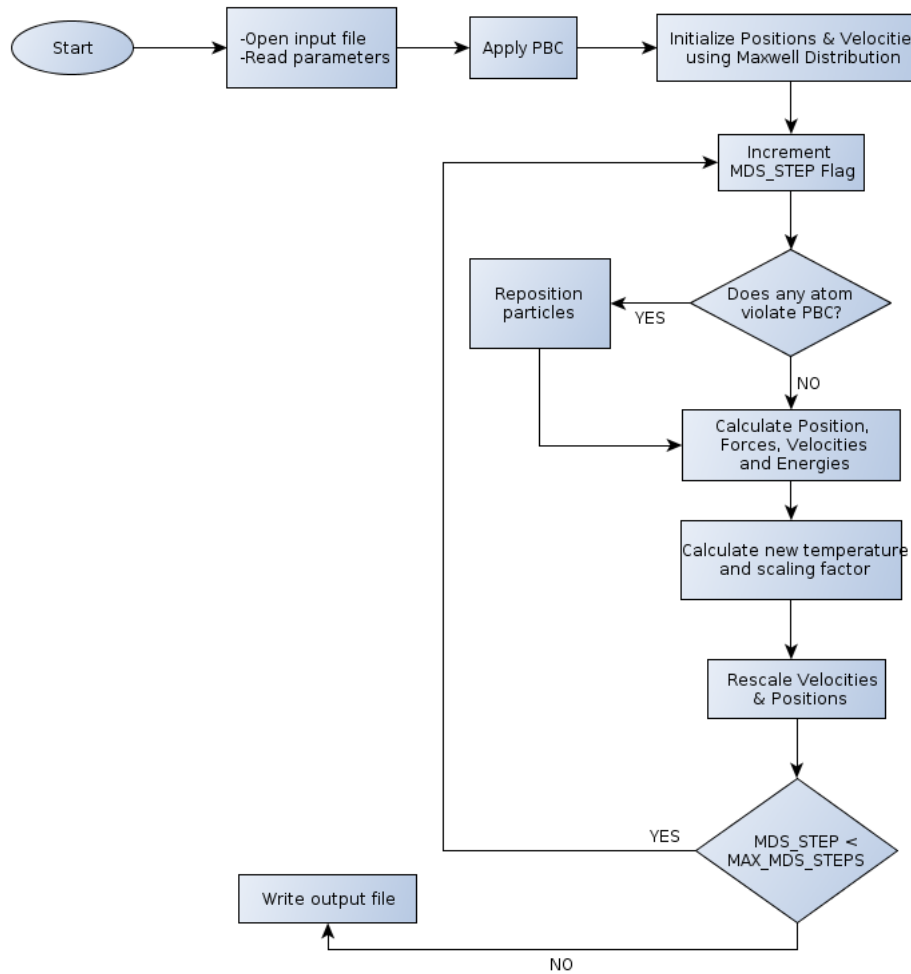 Start
-Open input file
-Read parameters
Apply PBC
Initialize Positions & Velocitie
using Maxwell Distribution
Increment
MDS_STEP Flag
Does any atom
violate PBC?
YES
Reposition
particles
NO
Calculate Position,
Forces, Velocities
and Energies
Calculate new temperature
and scaling factor
Rescale Velocities
& Positions
MDS_STEP <
MAX_MDS_STEPS
YES
Write output file
NO